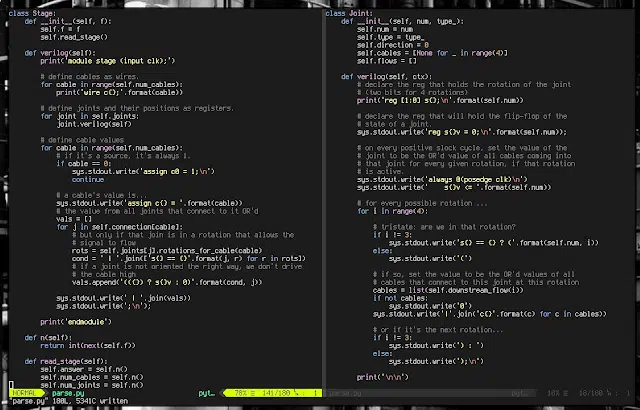 class Stage:
    def __init__(self, f):
        self.f = f
        self.read_stage()

    def verilog(self):
        print('module stage (input clk);')

        # define cables as wires.
        for cable in range(self.num_cables):
            print('wire c{};'.format(cable))

        # define joints and their positions as registers.
        for joint in self.joints:
            joint.verilog(self)

        # define cable values
        for cable in range(self.num_cables):
            # if it's a source, it's always 1.
            if cable == 0:
                sys.stdout.write('assign c0 = 1;\n')
                continue

            # a cable's value is...
            sys.stdout.write('assign c{} = '.format(cable))
            # the value from all joints that connect to it OR'd
            vals = []
            for j in self.connection[cable]:
                # but only if that join is in a rotation that allows the
                # signal to flow
                rots = self.joints[j].rotations_for_cable(cable)
                cond = ' | '.join(['s{} == {}'.format(j, r) for r in rots])
                # if a joint is not oriented the right way, we don't drive
                # the cable high
                vals.append('(({}) ? s{}v : 0)'.format(cond, j))

            sys.stdout.write(' | '.join(vals))
            sys.stdout.write(';\n');

        print('endmodule')

    def n(self):
        return int(next(self.f))

    def read_stage(self):
        self.answer = self.n()
        self.num_cables = self.n()
        self.num_joints = self.n()
NORMAL parse.py pyt… 78% 141/180 : 1
"parse.py" 180L, 5341C written
class Joint:
    def __init__(self, num, type_):
        self.num = num
        self.type = type_
        self.direction = 0
        self.cables = [None for _ in range(4)]
        self.flows = []

    def verilog(self, ctx):
        # declare the reg that holds the rotation of the joint
        # (two bits for 4 rotations)
        print('reg [1:0] s{};\n'.format(self.num))

        # declare the reg that will hold the flip-flop of the
        # state of a joint.
        sys.stdout.write('reg s{}v = 0;\n'.format(self.num));

        # on every positive slock cycle. set the value of the
        # joint to be the OR'd value of all cables coming into
        # that joint for every given rotation, if that rotation
        # is active.
        sys.stdout.write('always @(posedge clk)\n')
        sys.stdout.write('    s{}v <= '.format(self.num))

        # for every possible rotation ...
        for i in range(4):

            # tristate: are we in that rotation?
            if i != 3:
                sys.stdout.write('s{} == {} ? ('.format(self.num, i))
            else:
                sys.stdout.write('(')

            # if so, set the value to be the OR'd values of all
            # cables that connect to this joint at this rotation
            cables = list(self.downstream_flow(i))
            if not cables:
                sys.stdout.write('0')
            sys.stdout.write('|'.join('c{}'.format(c) for c in cables))

            # or if it's the next rotation...
            if i != 3:
                sys.stdout.write(') : ')
            else:
                sys.stdout.write(');\n')

        print("\n\n")
parse.py pyt… 10% 18/180 : 1